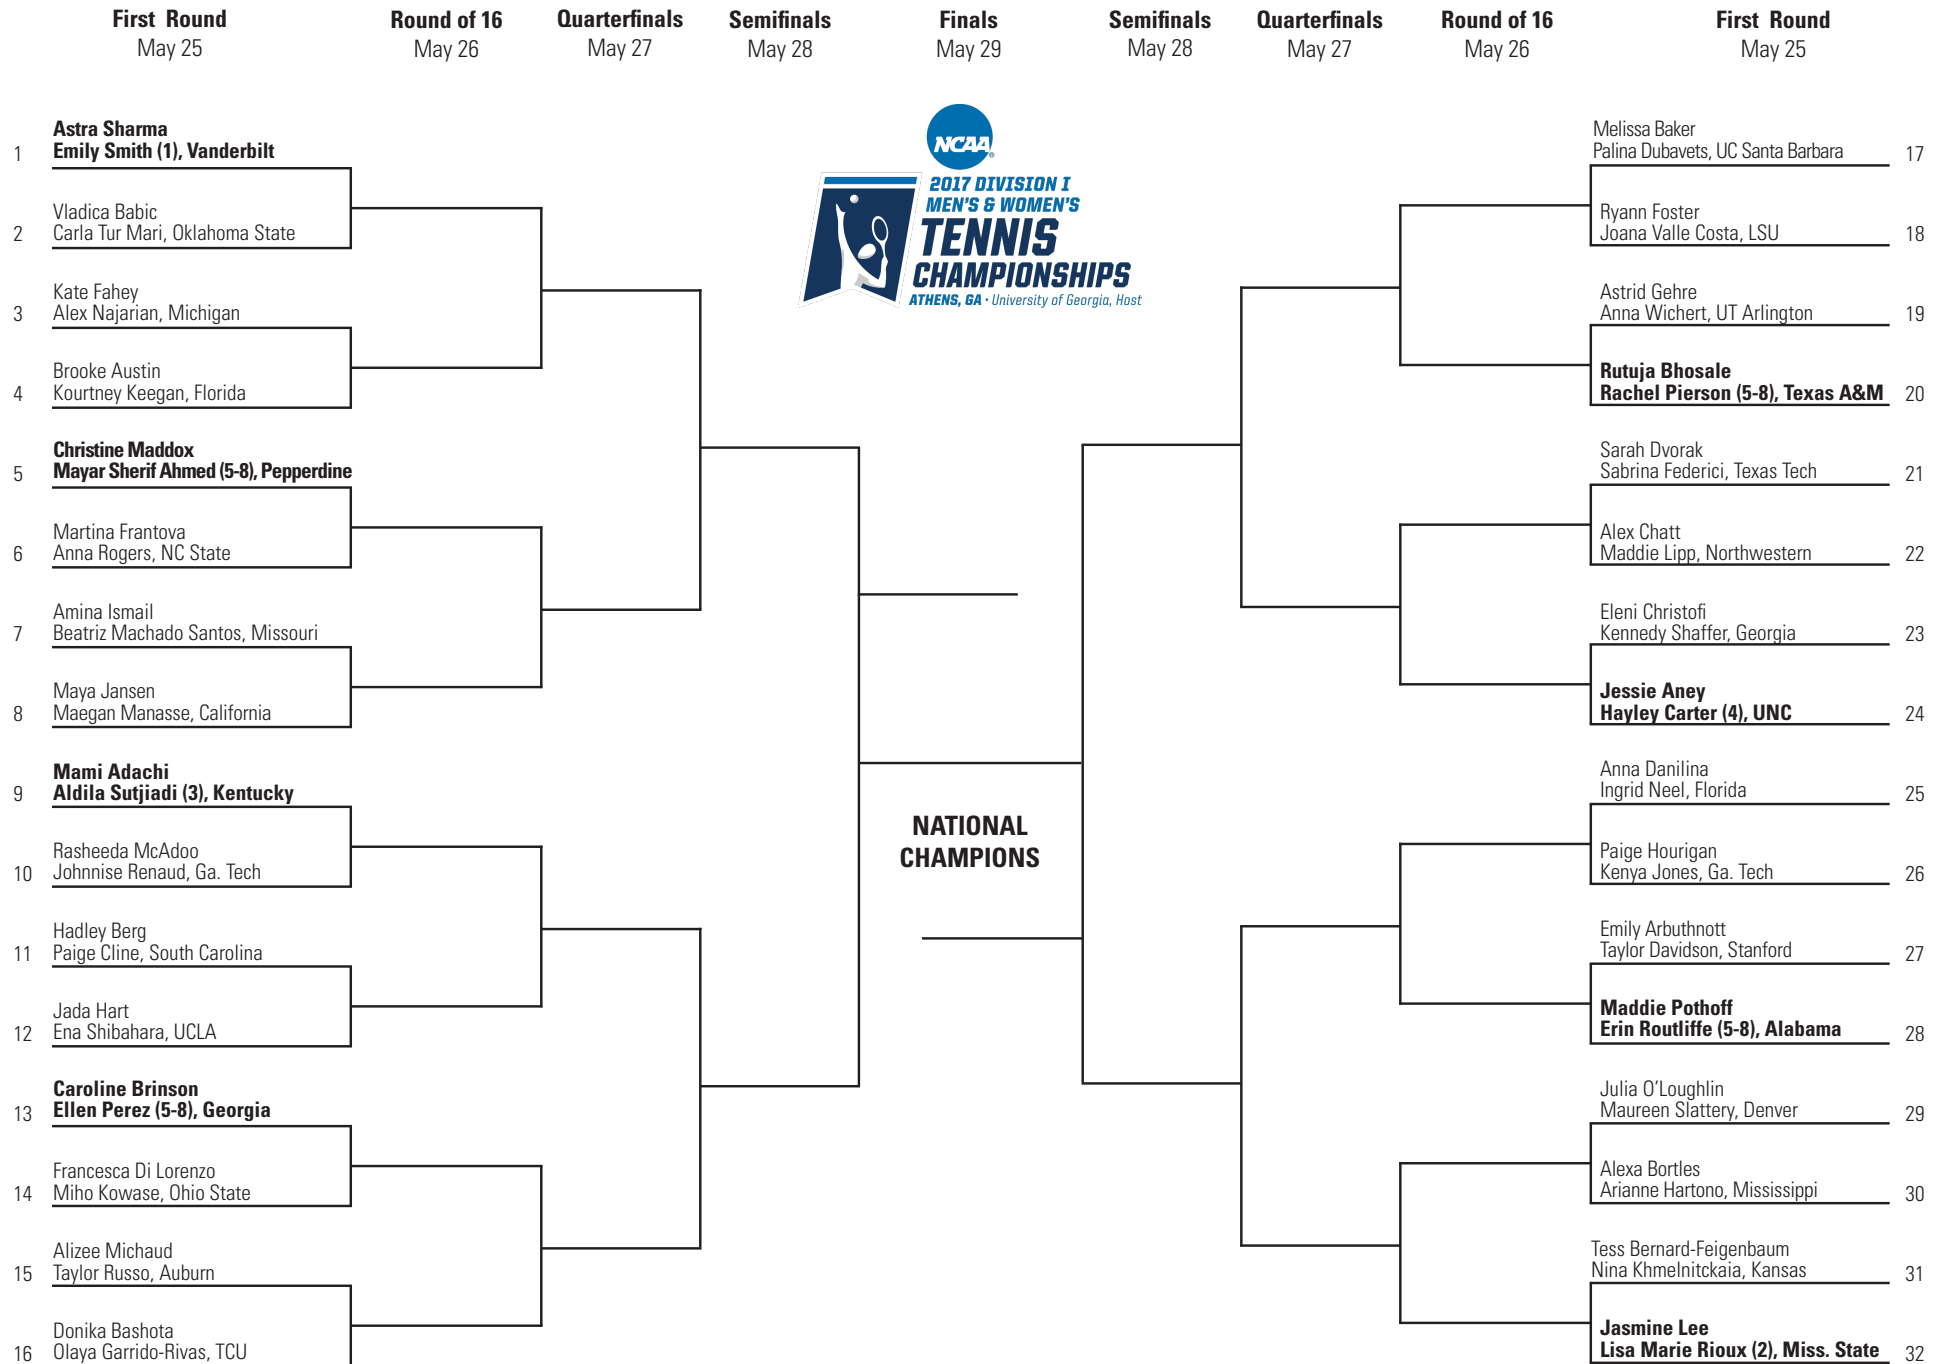 First Round
May 25
Round of 16
May 26
Quarterfinals
May 27
Semifinals
May 28
Finals
May 29
Semifinals
May 28
Quarterfinals
May 27
Round of 16
May 26
First Round
May 25
NCAA
2017 DIVISION I
MEN'S & WOMEN'S
TENNIS
CHAMPIONSHIPS
ATHENS, GA · University of Georgia, Host
Astra Sharma
1 Emily Smith (1), Vanderbilt
Vladica Babic
2 Carla Tur Mari, Oklahoma State
Kate Fahey
3 Alex Najarian, Michigan
Brooke Austin
4 Kourtney Keegan, Florida
Christine Maddox
5 Mayar Sherif Ahmed (5-8), Pepperdine
Martina Frantova
6 Anna Rogers, NC State
Amina Ismail
7 Beatriz Machado Santos, Missouri
Maya Jansen
8 Maegan Manasse, California
Mami Adachi
9 Aldila Sutjiadi (3), Kentucky
Rasheeda McAdoo
10 Johnnise Renaud, Ga. Tech
Hadley Berg
11 Paige Cline, South Carolina
Jada Hart
12 Ena Shibahara, UCLA
Caroline Brinson
13 Ellen Perez (5-8), Georgia
Francesca Di Lorenzo
14 Miho Kowase, Ohio State
Alizee Michaud
15 Taylor Russo, Auburn
Donika Bashota
16 Olaya Garrido-Rivas, TCU
NATIONAL
CHAMPIONS
Melissa Baker
Palina Dubavets, UC Santa Barbara 17
Ryann Foster
Joana Valle Costa, LSU 18
Astrid Gehre
Anna Wichert, UT Arlington 19
Rutuja Bhosale
Rachel Pierson (5-8), Texas A&M 20
Sarah Dvorak
Sabrina Federici, Texas Tech 21
Alex Chatt
Maddie Lipp, Northwestern 22
Eleni Christofi
Kennedy Shaffer, Georgia 23
Jessie Aney
Hayley Carter (4), UNC 24
Anna Danilina
Ingrid Neel, Florida 25
Paige Hourigan
Kenya Jones, Ga. Tech 26
Emily Arbuthnott
Taylor Davidson, Stanford 27
Maddie Pothoff
Erin Routliffe (5-8), Alabama 28
Julia O'Loughlin
Maureen Slattery, Denver 29
Alexa Bortles
Arianne Hartono, Mississippi 30
Tess Bernard-Feigenbaum
Nina Khmelnitckaia, Kansas 31
Jasmine Lee
Lisa Marie Rioux (2), Miss. State 32